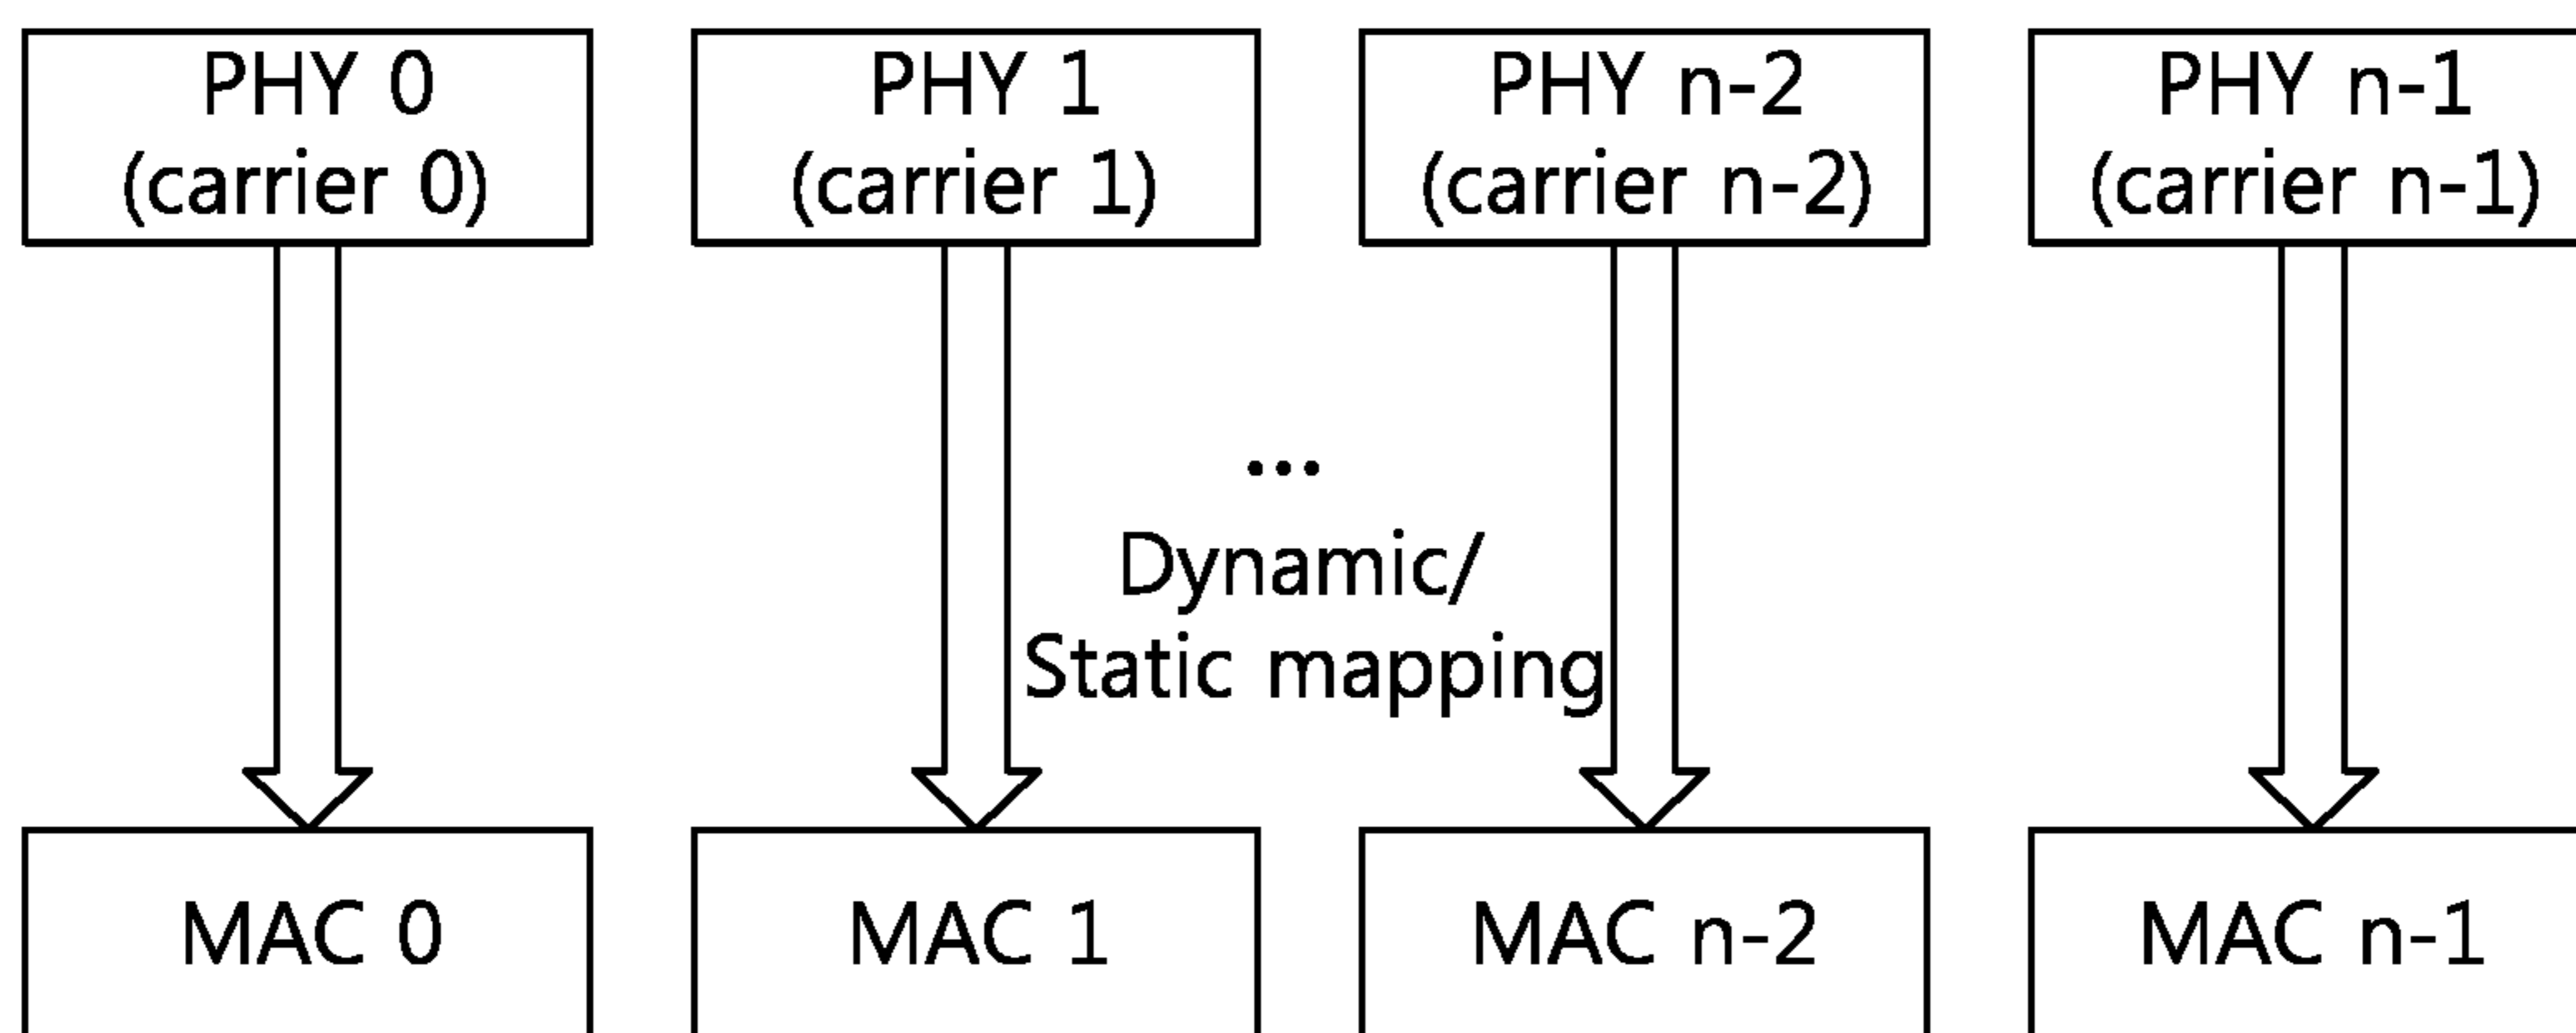 PHY 0
(carrier 0)
PHY 1
(carrier 1)
PHY n-2
(carrier n-2)
PHY n-1
(carrier n-1)
...
Dynamic/
Static mapping
MAC 0
MAC 1
MAC n-2
MAC n-1